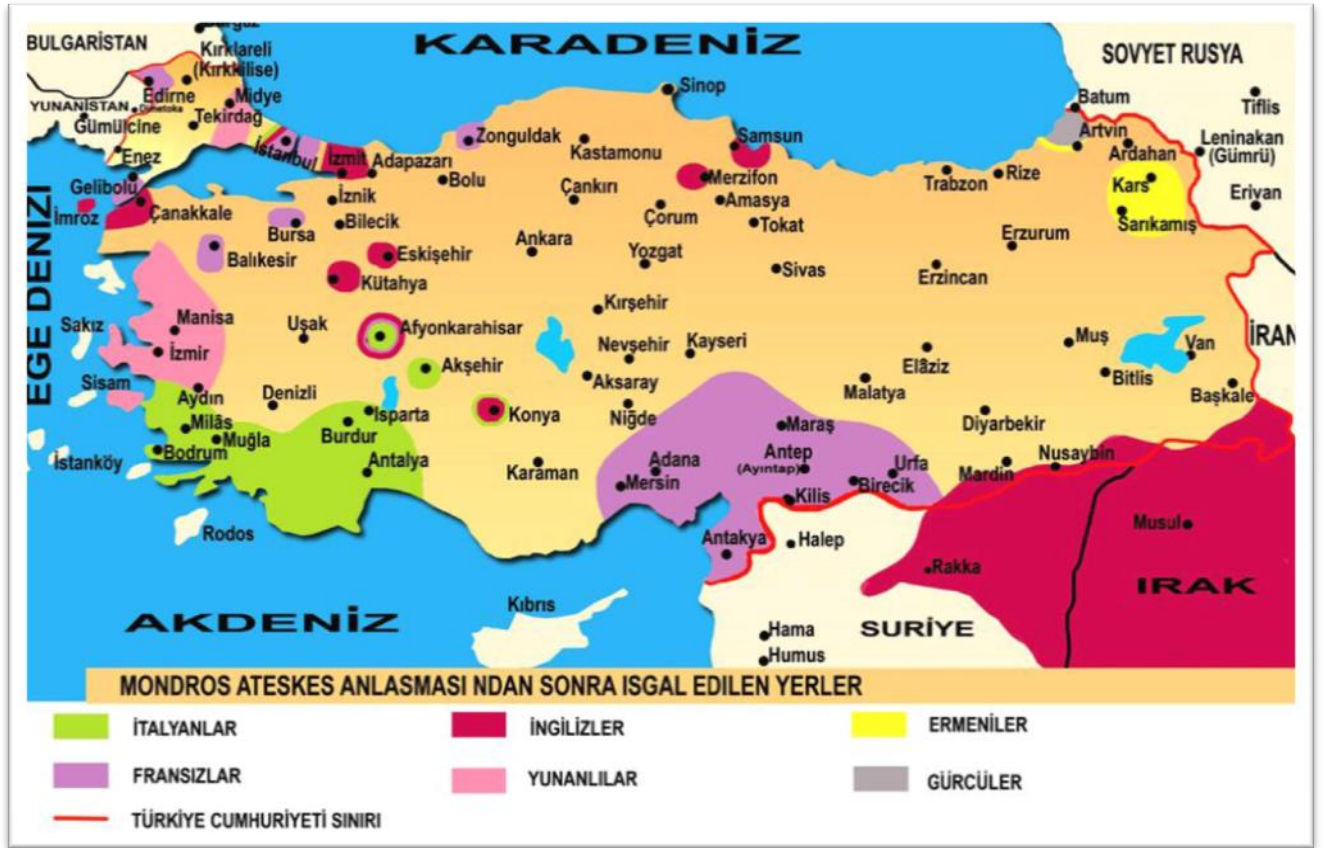 BULGARİSTAN
KARADENİZ
SOVYET RUSYA
Kırklareli
(Kırkkilise)
Edirne
Midye
YUNANİSTAN
Gümülcine
Tekirdağ
Enez
Gelibolu
İstanbul
İzmit
Adapazarı
Zonguldak
Bolu
Kastamonu
Sinop
Samsun
Merzifon
Amasya
Çankırı
Çorum
Tokat
Trabzon
Rize
Batum
Artvin
Ardahan
Tiflis
Leninakan
(Gümrü)
Erivan
Kars
Sarıkamış
İmroz
Çanakkale
İznik
Bilecik
Bursa
Balıkesir
Eskişehir
Kütahya
Ankara
Yozgat
Sivas
Erzurum
Erzincan
EGE DENİZİ
Manisa
İzmir
Sakız
Sisam
Uşak
Afyonkarahisar
Akşehir
Kırşehir
Nevşehir
Kayseri
Aksaray
Niğde
Elâziz
Malatya
Muş
Bitlis
Van
Başkale
İRAN
Aydın
Denizli
Milâs
Muğla
Bodrum
İstanköy
Rodos
Isparta
Burdur
Antalya
Konya
Karaman
Maraş
Adana
Mersin
Antep
(Ayıntap)
Urfa
Birecik
Kilis
Antakya
Halep
Diyarbekir
Mardin
Nusaybin
Musul
Rakka
IRAK
SURİYE
Hama
Humus
Kıbrıs
AKDENİZ
MONDROS ATESKES ANLASMASI NDAN SONRA ISGAL EDILEN YERLER
İTALYANLAR
İNGİLİZLER
ERMENİLER
FRANSIZLAR
YUNANLILAR
GÜRCÜLER
TÜRKİYE CUMHURİYETİ SINIRI